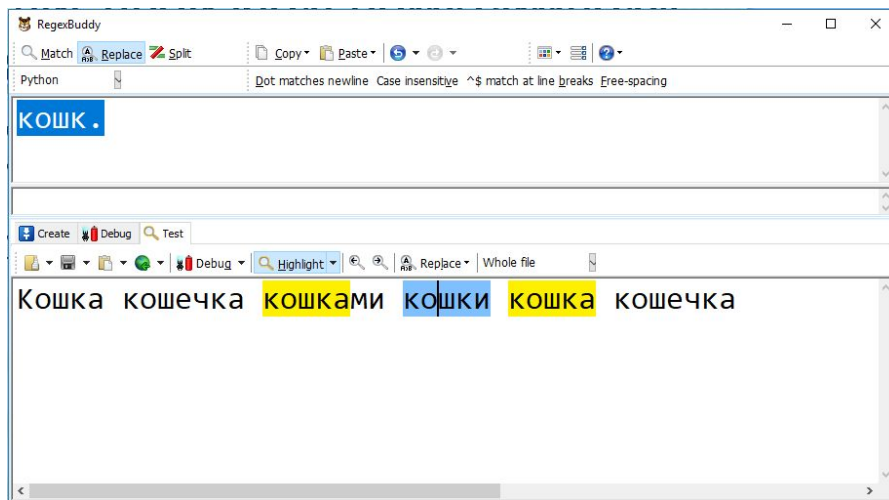 RegexBuddy
Match Replace Split Copy Paste
Python Dot matches newline Case insensitive ^$ match at line breaks Free-spacing
кошк.
Create Debug Test
Debug Highlight Replace Whole file
Кошка кошечка кошками кошки кошка кошечка